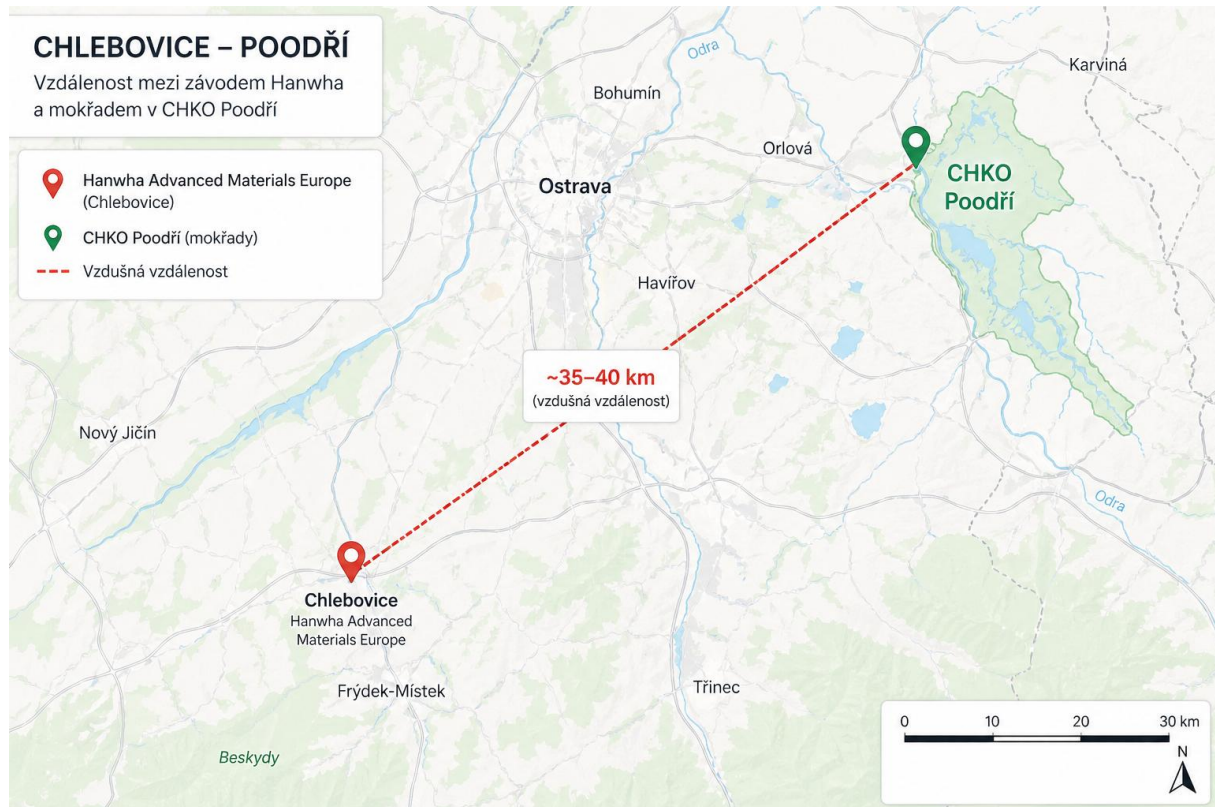 CHLEBOVICE – POODŘÍ
Vzdálenost mezi závodem Hanwha
a mokřadem v CHKO Poodří
Hanwha Advanced Materials Europe
(Chlebovice)
CHKO Poodří (mokřady)
Vzdušná vzdálenost
Odra
Karviná
Bohumín
Orlová
CHKO
Poodří
Ostrava
Havířov
~35–40 km
(vzdušná vzdálenost)
Nový Jičín
Odra
Chlebovice
Hanwha Advanced
Materials Europe
Frýdek-Místek
Třinec
Beskydy
0 10 20 30 km
N